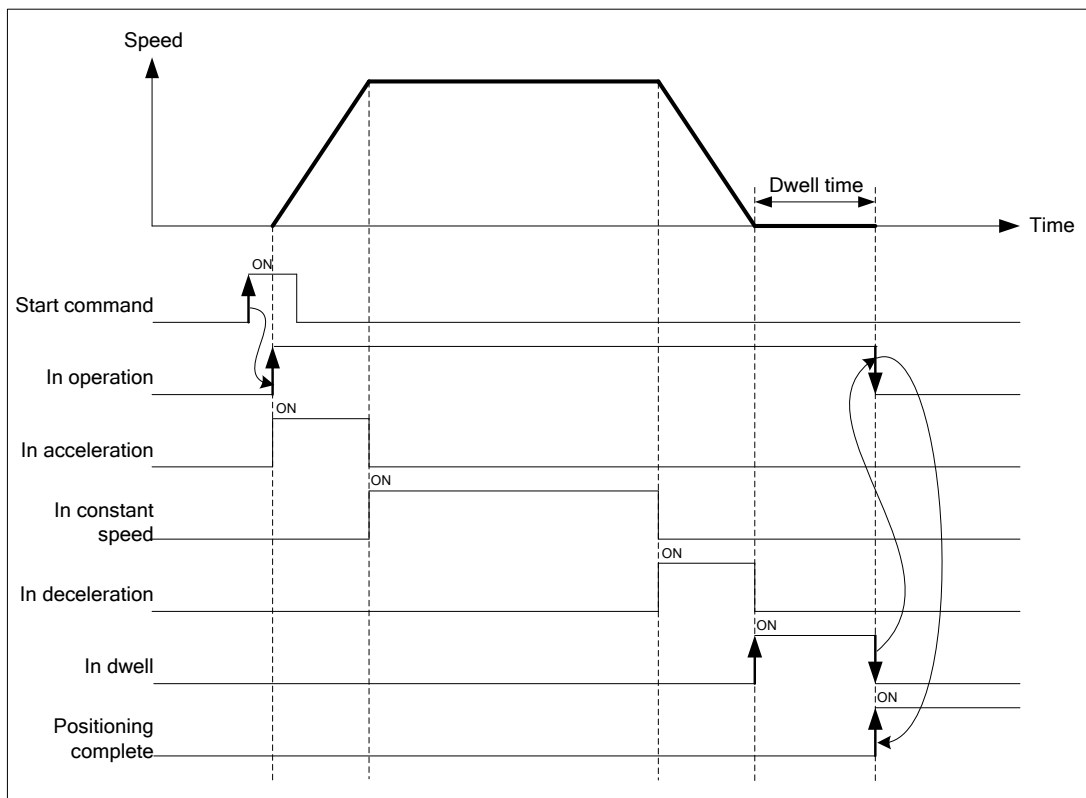 Speed
Dwell time
Time
ON
Start command
In operation
ON
In acceleration
ON
In constant
speed
ON
In deceleration
ON
In dwell
ON
Positioning
complete